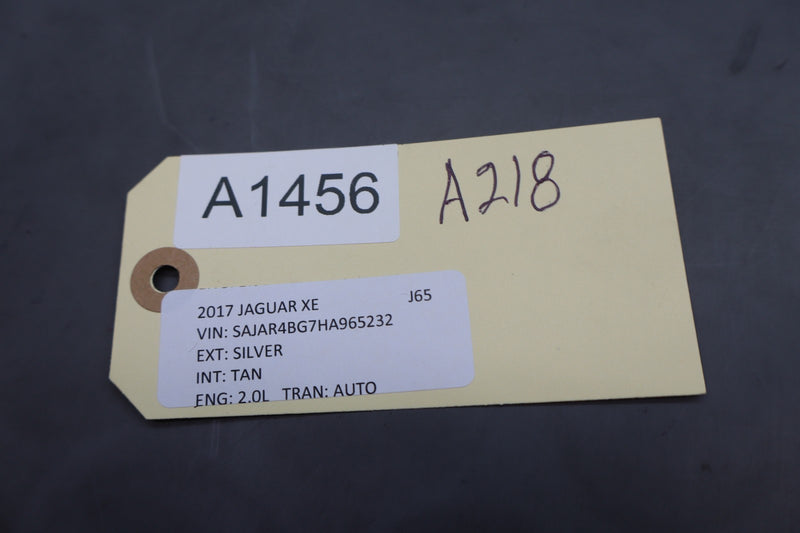 A1456
A218
2017 JAGUAR XE J65
VIN: SAJAR4BG7HA965232
EXT: SILVER
INT: TAN
ENG: 2.0L TRAN: AUTO